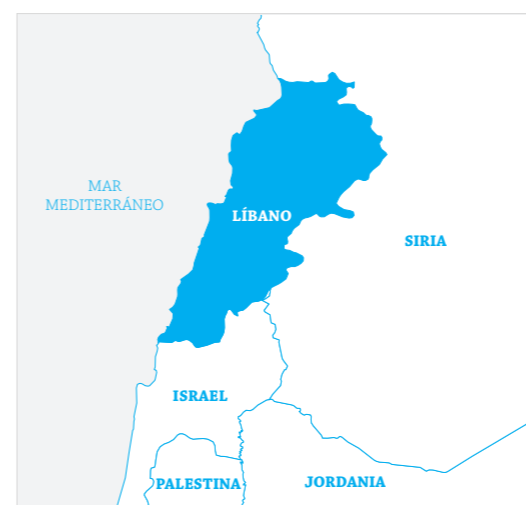 MAR
MEDITERRÁNEO
LÍBANO
SIRIA
ISRAEL
PALESTINA
JORDANIA